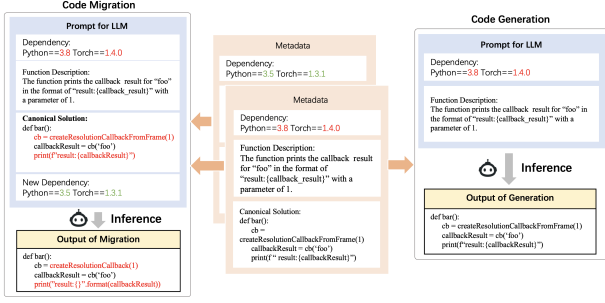 Code Migration
Prompt for LLM
Dependency:
Python==3.8 Torch==1.4.0
Function Description:
The function prints the callback result for "foo"
in the format of "result:{callback_result}" with
a parameter of 1.
Canonical Solution:
def bar():
cb = createResolutionCallbackFromFrame(1)
callbackResult = cb('foo')
print(f"result:{callbackResult}")
New Dependency:
Python==3.5 Torch==1.3.1
Inference
Output of Migration
def bar():
cb = createResolutionCallback(1)
callbackResult = cb('foo')
print("result:{}".format(callbackResult))
Metadata
Dependency:
Python==3.5 Torch==1.3.1
Metadata
Dependency:
Python==3.8 Torch==1.4.0
Function Description:
The function prints the callback result
for "foo" in the format of
"result:{callback_result}" with a
parameter of 1.
Canonical Solution:
def bar():
cb =
createResolutionCallbackFromFrame(1)
callbackResult = cb('foo')
print(f " result:{callbackResult}")
Code Generation
Prompt for LLM
Dependency:
Python==3.8 Torch==1.4.0
Function Description:
The function prints the callback result for "foo" in
the format of "result:{callback_result}" with a
parameter of 1.
Inference
Output of Generation
def bar():
cb = createResolutionCallbackFromFrame(1)
callbackResult = cb('foo')
print(f"result:{callbackResult}")